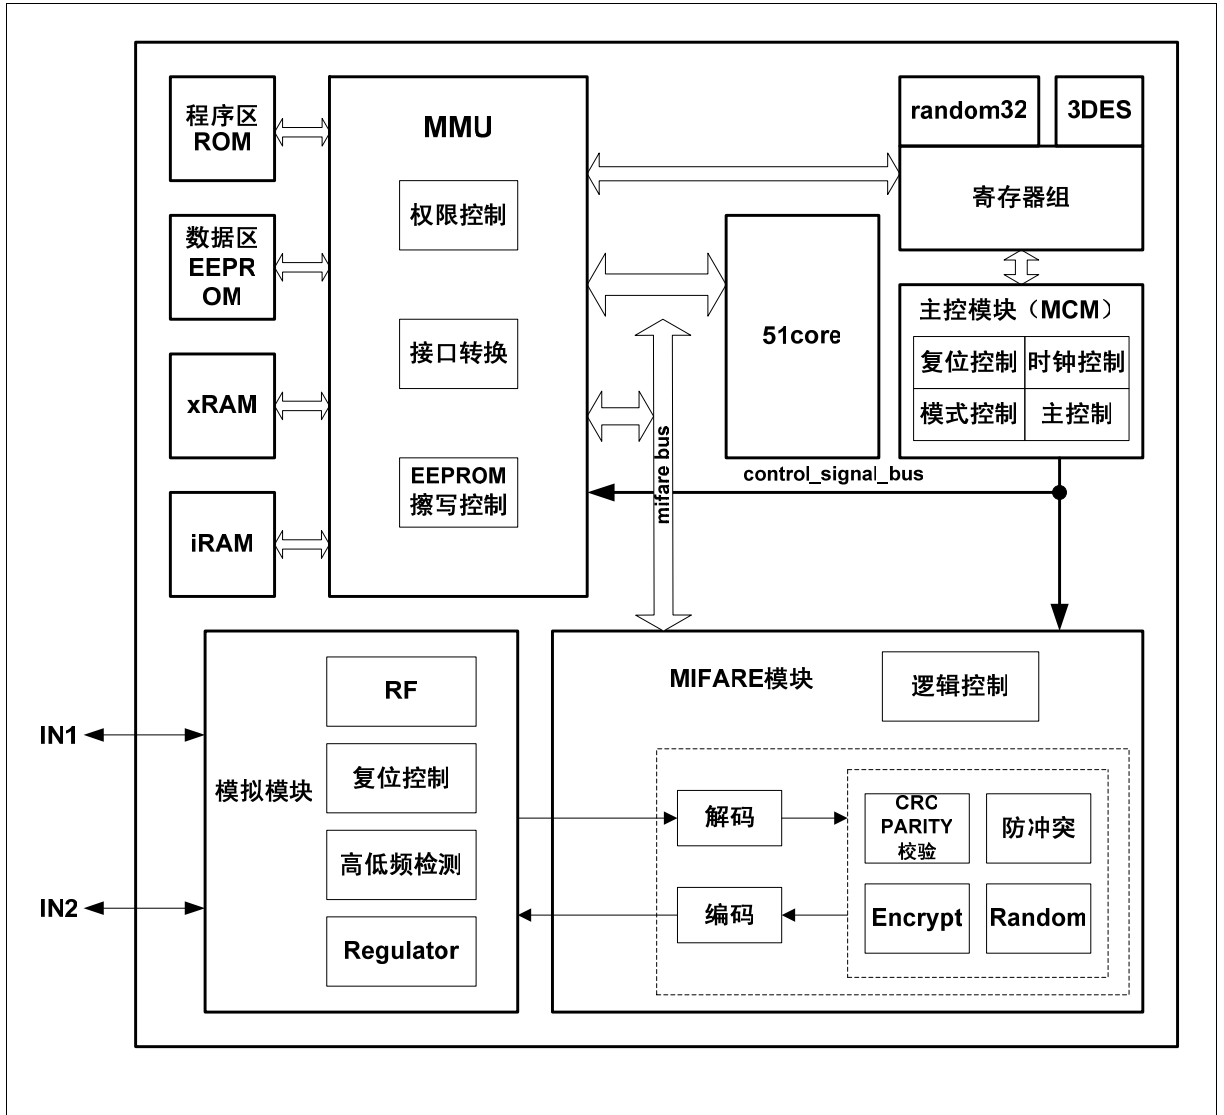 程序区
ROM
MMU
random32
3DES
权限控制
寄存器组
数据区
EEPR
OM
51core
主控模块（MCM）
接口转换
复位控制
时钟控制
xRAM
模式控制
主控制
mifare bus
control_signal_bus
EEPROM
擦写控制
iRAM
RF
MIFARE模块
逻辑控制
IN1
复位控制
模拟模块
解码
CRC
PARITY
校验
防冲突
高低频检测
IN2
编码
Encrypt
Random
Regulator